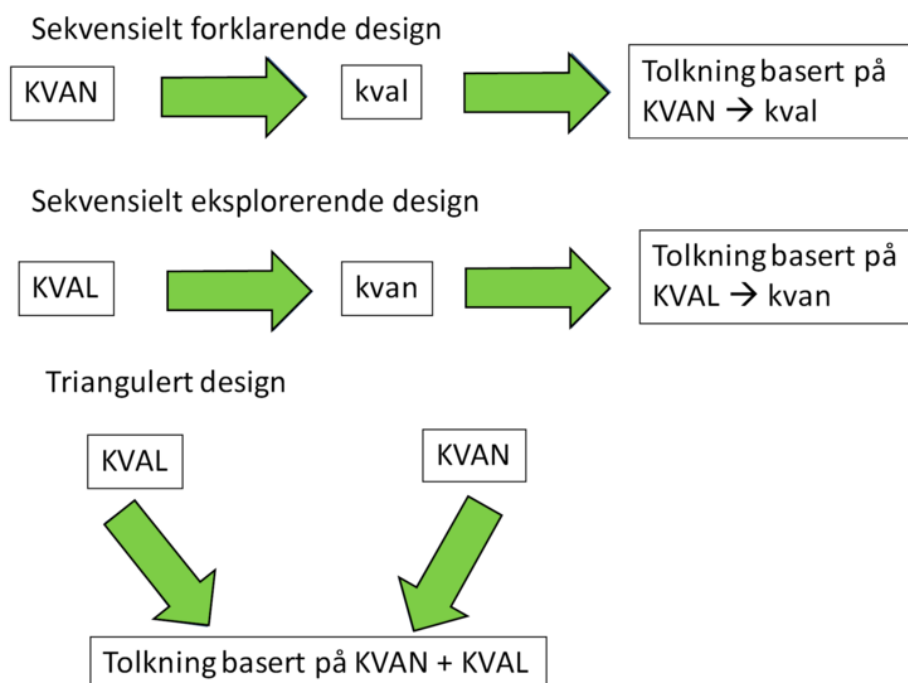 Sekvensielt forklarende design
KVAN
kval
Tolkning basert på
KVAN → kval
Sekvensielt eksplorerende design
KVAL
kvan
Tolkning basert på
KVAL → kvan
Triangulert design
KVAL
KVAN
Tolkning basert på KVAN + KVAL